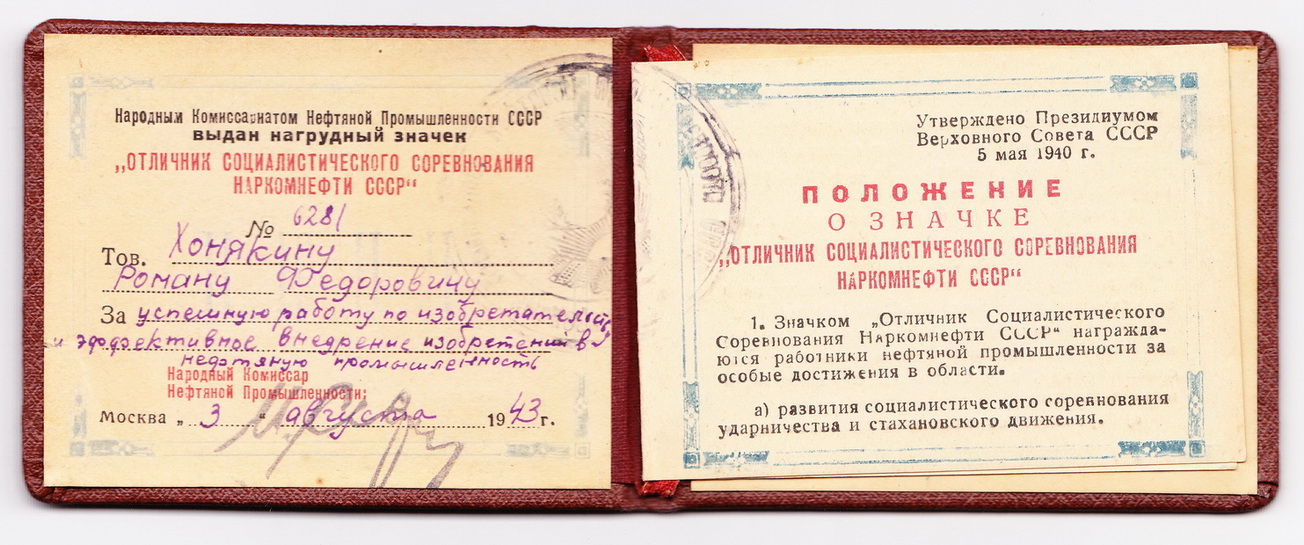 Народным Комиссариатом Нефтяной Промышленности СССР
выдан нагрудный значек
„ОТЛИЧНИК СОЦИАЛИСТИЧЕСКОГО СОРЕВНОВАНИЯ
НАРКОМНЕФТИ СССР“
№ 6281
Тов. Хонякину
Роману Федоровичу
За успешную работу по изобретательств
и эффективное внедрение изобретений в
нефтяную промышленность
Народный Комиссар
Нефтяной Промышленности:
Москва „ 3 “ августа 1943 г.
Утверждено Президиумом
Верховного Совета СССР
5 мая 1940 г.
ПОЛОЖЕНИЕ
О ЗНАЧКЕ
„ОТЛИЧНИК СОЦИАЛИСТИЧЕСКОГО СОРЕВНОВАНИЯ
НАРКОМНЕФТИ СССР“
1. Значком „Отличник Социалистического
Соревнования Наркомнефти СССР“ награжда-
ются работники нефтяной промышленности за
особые достижения в области.
а) развития социалистического соревнования
ударничества и стахановского движения.